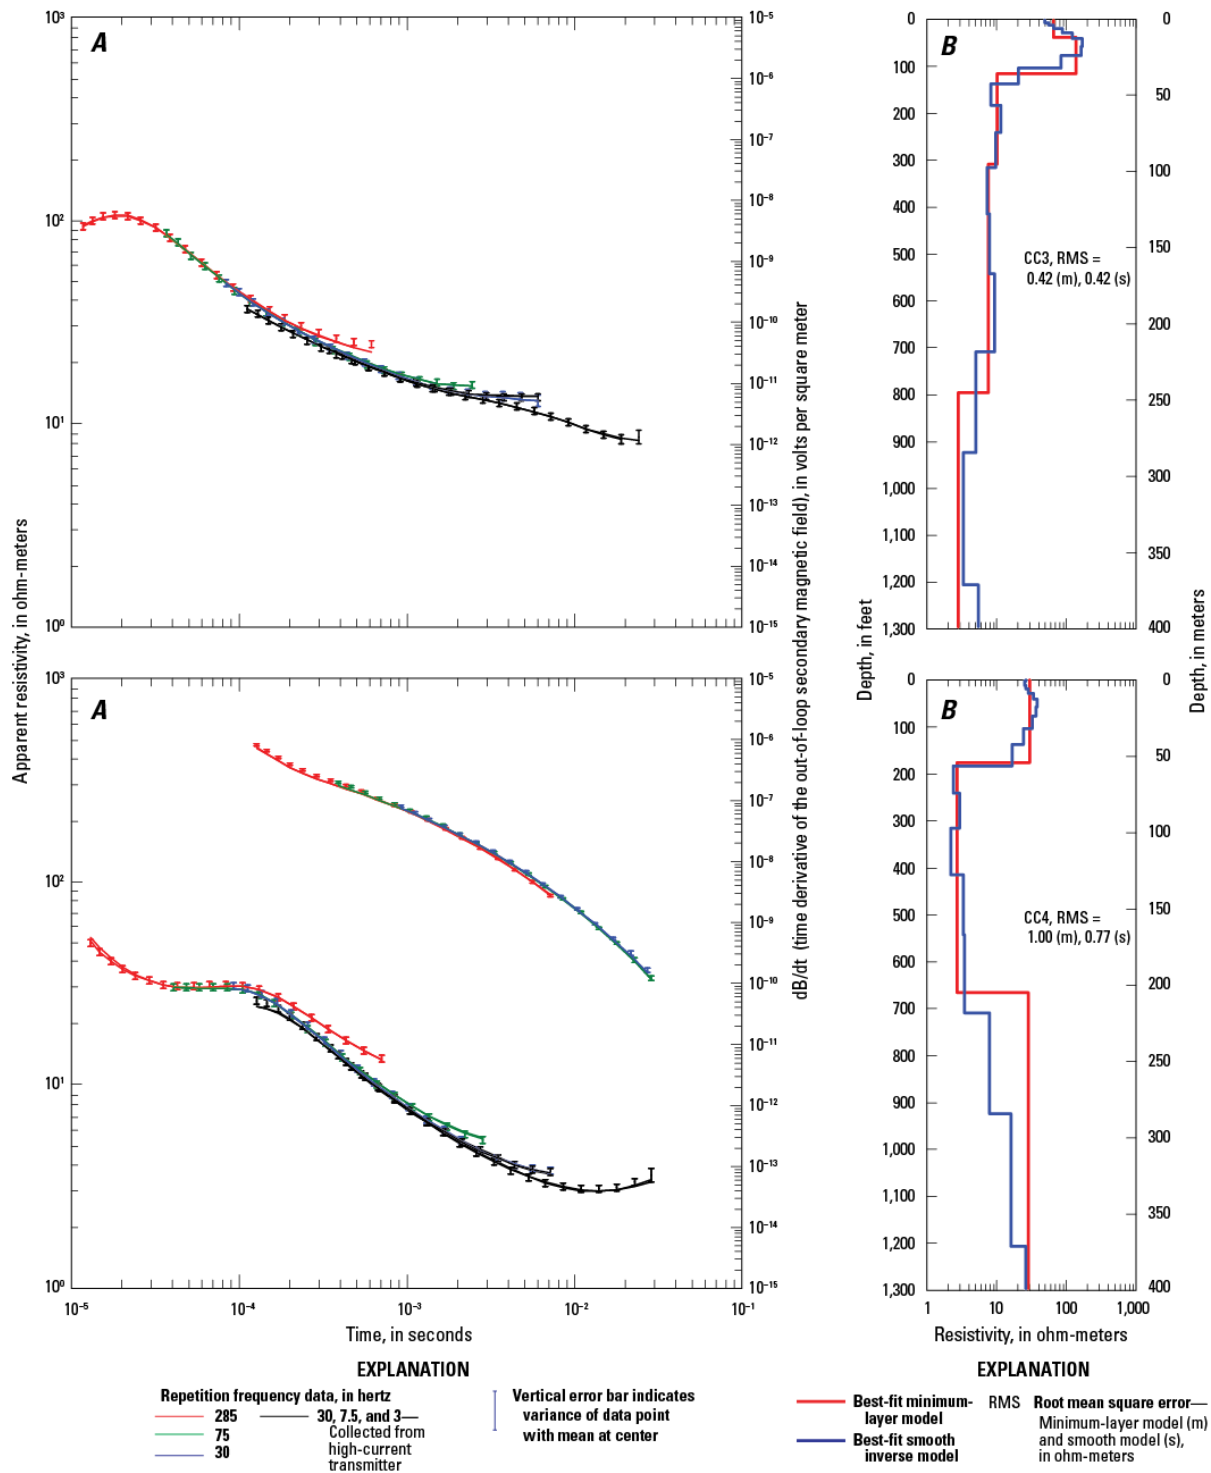 A
10³
10²
10¹
10⁰
10⁻⁵
10⁻⁶
10⁻⁷
10⁻⁸
10⁻⁹
10⁻¹⁰
10⁻¹¹
10⁻¹²
10⁻¹³
10⁻¹⁴
10⁻¹⁵
B
0
100
200
300
400
500
600
700
800
900
1,000
1,100
1,200
1,300
0
50
100
150
200
250
300
350
400
CC3, RMS =
0.42 (m), 0.42 (s)
Apparent resistivity, in ohm-meters
dB/dt (time derivative of the out-of-loop secondary magnetic field), in volts per square meter
Depth, in feet
Depth, in meters
A
10³
10²
10¹
10⁰
10⁻⁵
10⁻⁶
10⁻⁷
10⁻⁸
10⁻⁹
10⁻¹⁰
10⁻¹¹
10⁻¹²
10⁻¹³
10⁻¹⁴
10⁻¹⁵
10⁻⁵ 10⁻⁴ 10⁻³ 10⁻² 10⁻¹
Time, in seconds
B
0
100
200
300
400
500
600
700
800
900
1,000
1,100
1,200
1,300
0
50
100
150
200
250
300
350
400
CC4, RMS =
1.00 (m), 0.77 (s)
1 10 100 1,000
Resistivity, in ohm-meters
EXPLANATION
Repetition frequency data, in hertz
285
75
30
30, 7.5, and 3—
Collected from
high-current
transmitter
Vertical error bar indicates
variance of data point
with mean at center
EXPLANATION
Best-fit minimum-
layer model
Best-fit smooth
inverse model
RMS Root mean square error—
Minimum-layer model (m)
and smooth model (s),
in ohm-meters